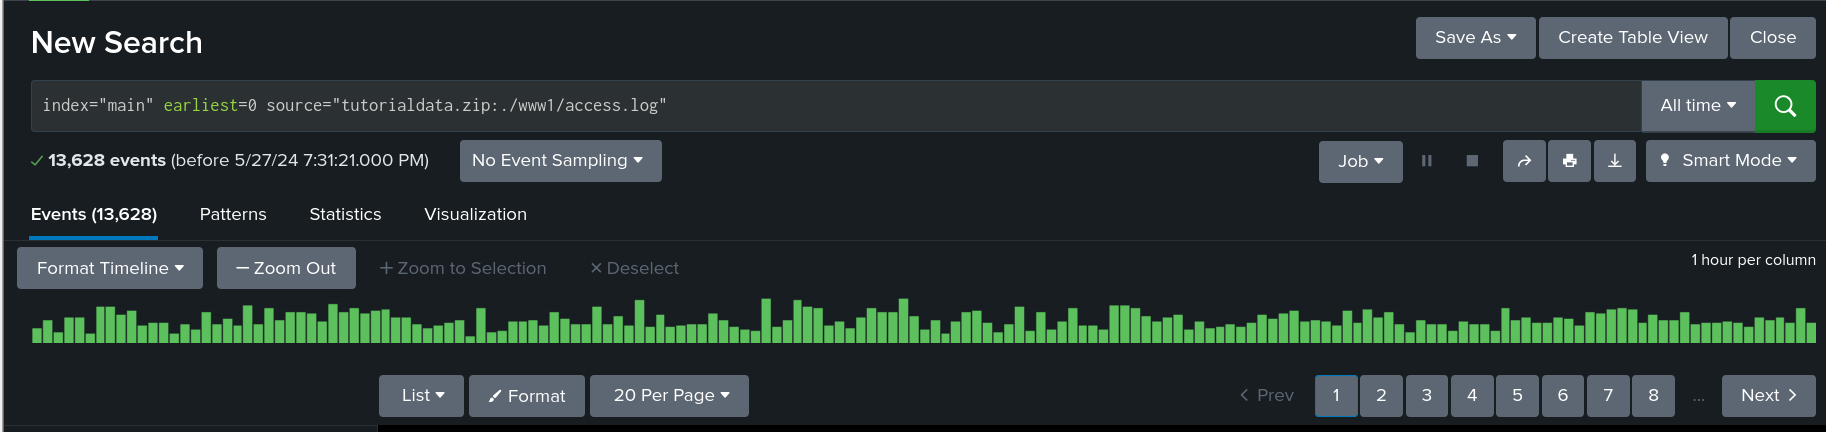 New Search
Save As Create Table View Close
index="main" earliest=0 source="tutorialdata.zip:./www1/access.log" All time
13,628 events (before 5/27/24 7:31:21.000 PM) No Event Sampling Job Smart Mode
Events (13,628) Patterns Statistics Visualization
Format Timeline — Zoom Out + Zoom to Selection × Deselect 1 hour per column
List Format 20 Per Page < Prev 1 2 3 4 5 6 7 8 ... Next >